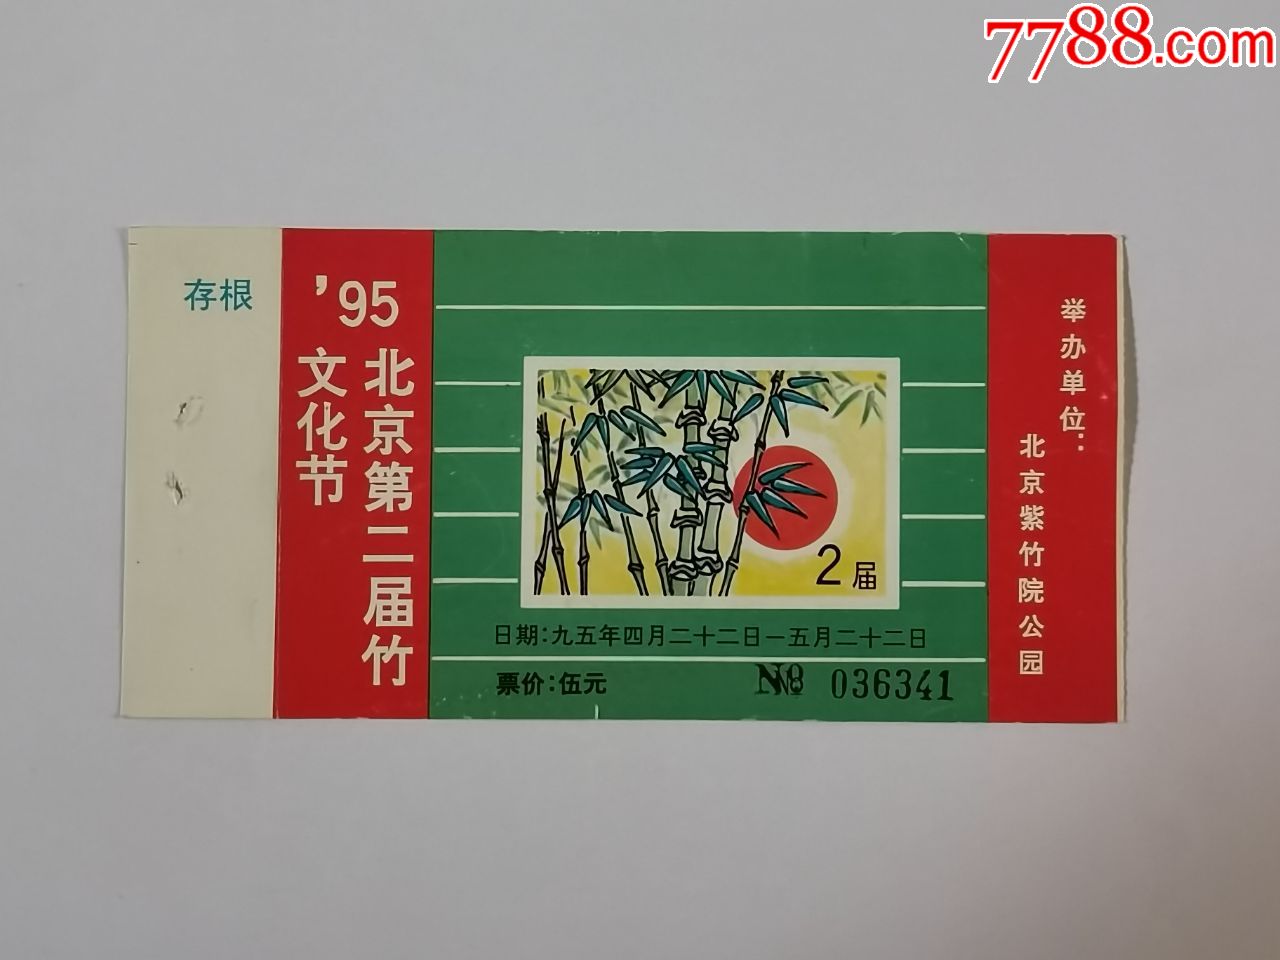 7788.com
存根
'95
北京第二届竹
文化节
2届
日期:九五年四月二十二日—五月二十二日
票价:伍元
№ 036341
举办单位:
北京紫竹院公园